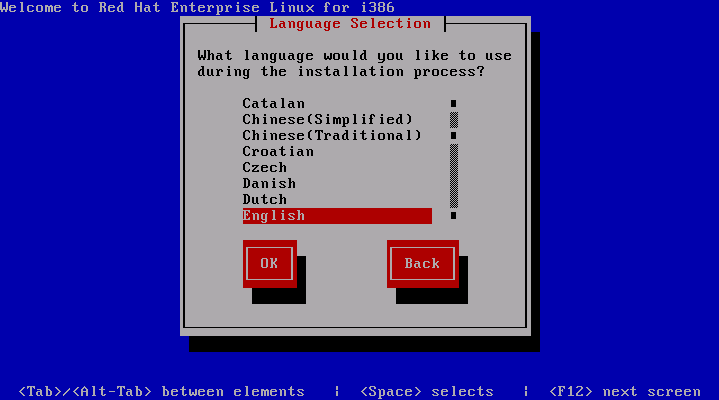 Welcome to Red Hat Enterprise Linux for i386
Language Selection
What language would you like to use
during the installation process?
Catalan
Chinese(Simplified)
Chinese(Traditional)
Croatian
Czech
Danish
Dutch
English
OK Back
<Tab>/<Alt-Tab> between elements | <Space> selects | <F12> next screen